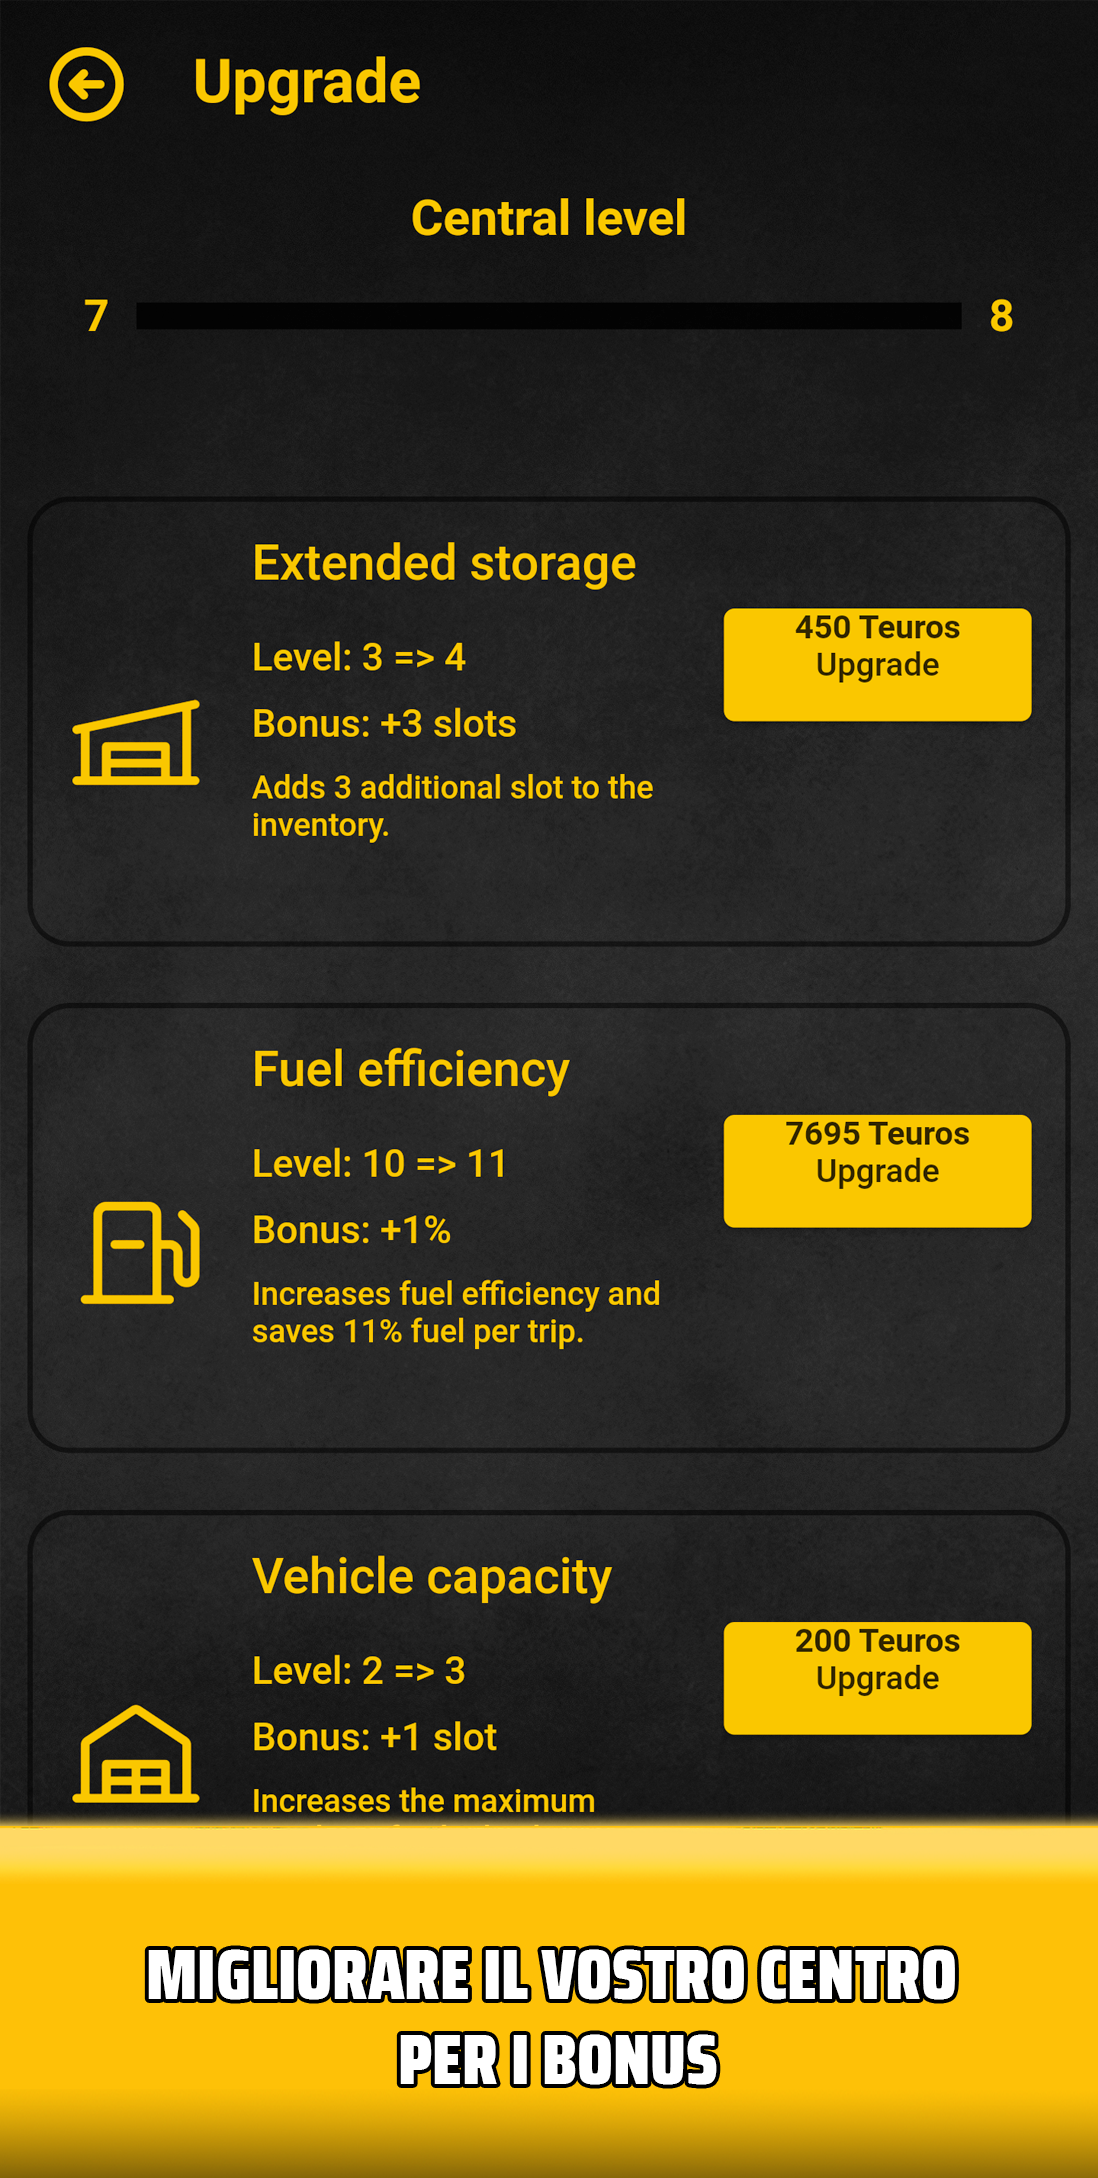 Upgrade
Central level
7 8
Extended storage
450 Teuros
Upgrade
Level: 3 => 4
Bonus: +3 slots
Adds 3 additional slot to the
inventory.
Fuel efficiency
7695 Teuros
Upgrade
Level: 10 => 11
Bonus: +1%
Increases fuel efficiency and
saves 11% fuel per trip.
Vehicle capacity
200 Teuros
Upgrade
Level: 2 => 3
Bonus: +1 slot
Increases the maximum
MIGLIORARE IL VOSTRO CENTRO
PER I BONUS